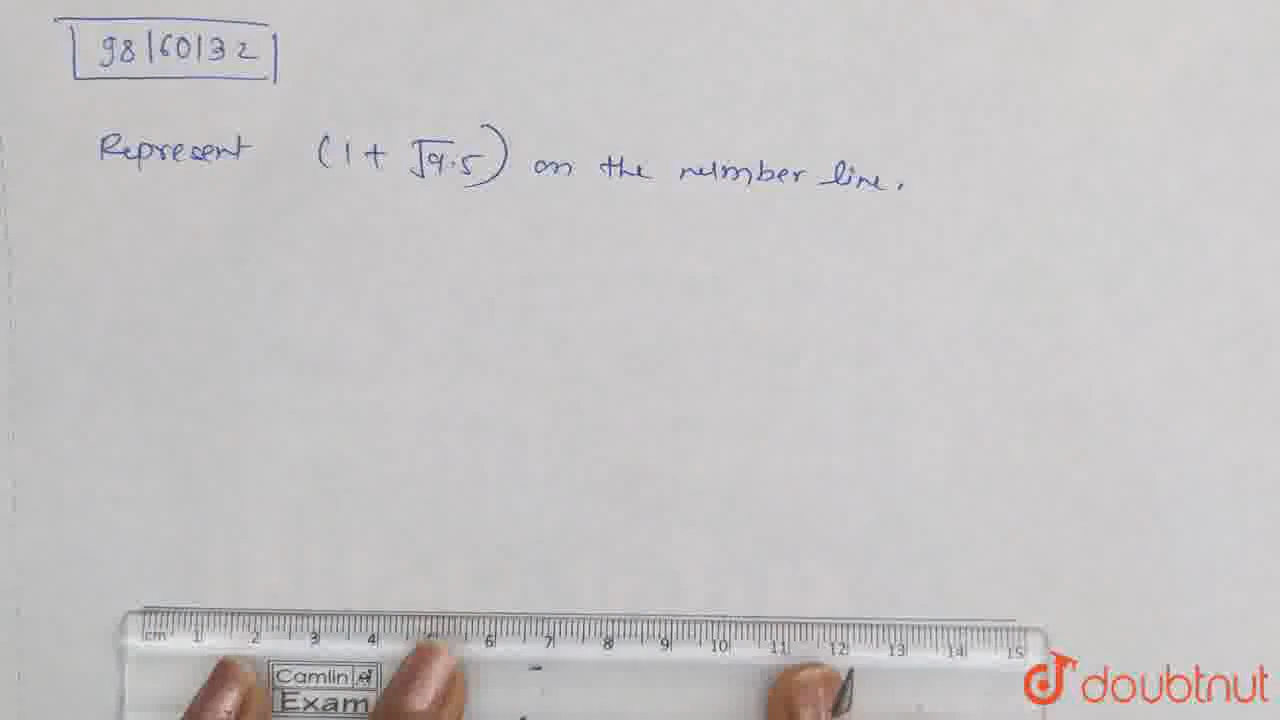 98160132
Represent (1 + √9.5) on the number line.
cm 1 2 3 4 5 6 7 8 9 10 11 12 13 14 15
Camlin
Exam
doubtnut